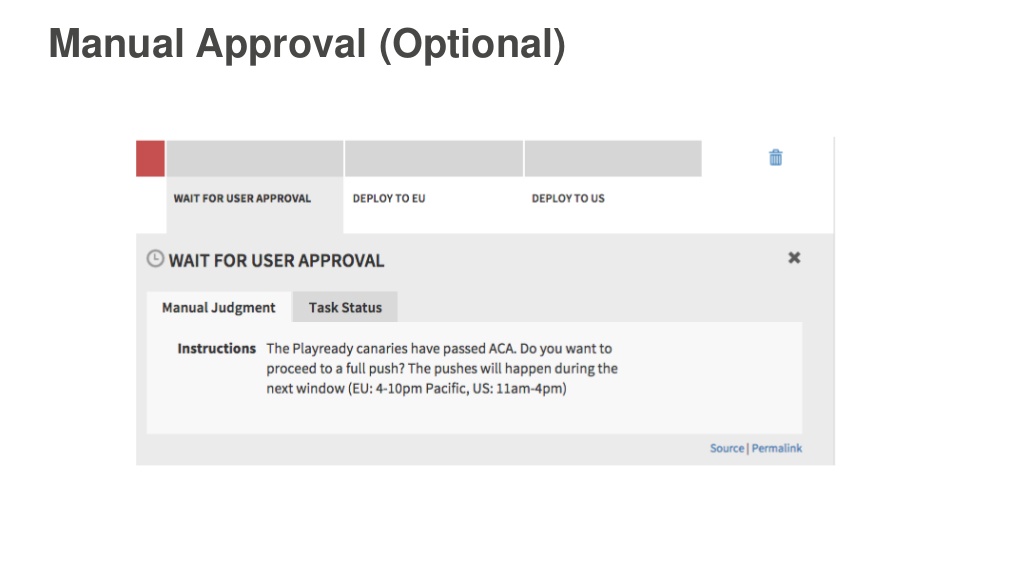 Manual Approval (Optional)
WAIT FOR USER APPROVAL
DEPLOY TO EU
DEPLOY TO US
WAIT FOR USER APPROVAL
Manual Judgment
Task Status
Instructions
The Playready canaries have passed ACA. Do you want to
proceed to a full push? The pushes will happen during the
next window (EU: 4-10pm Pacific, US: 11am-4pm)
Source | Permalink